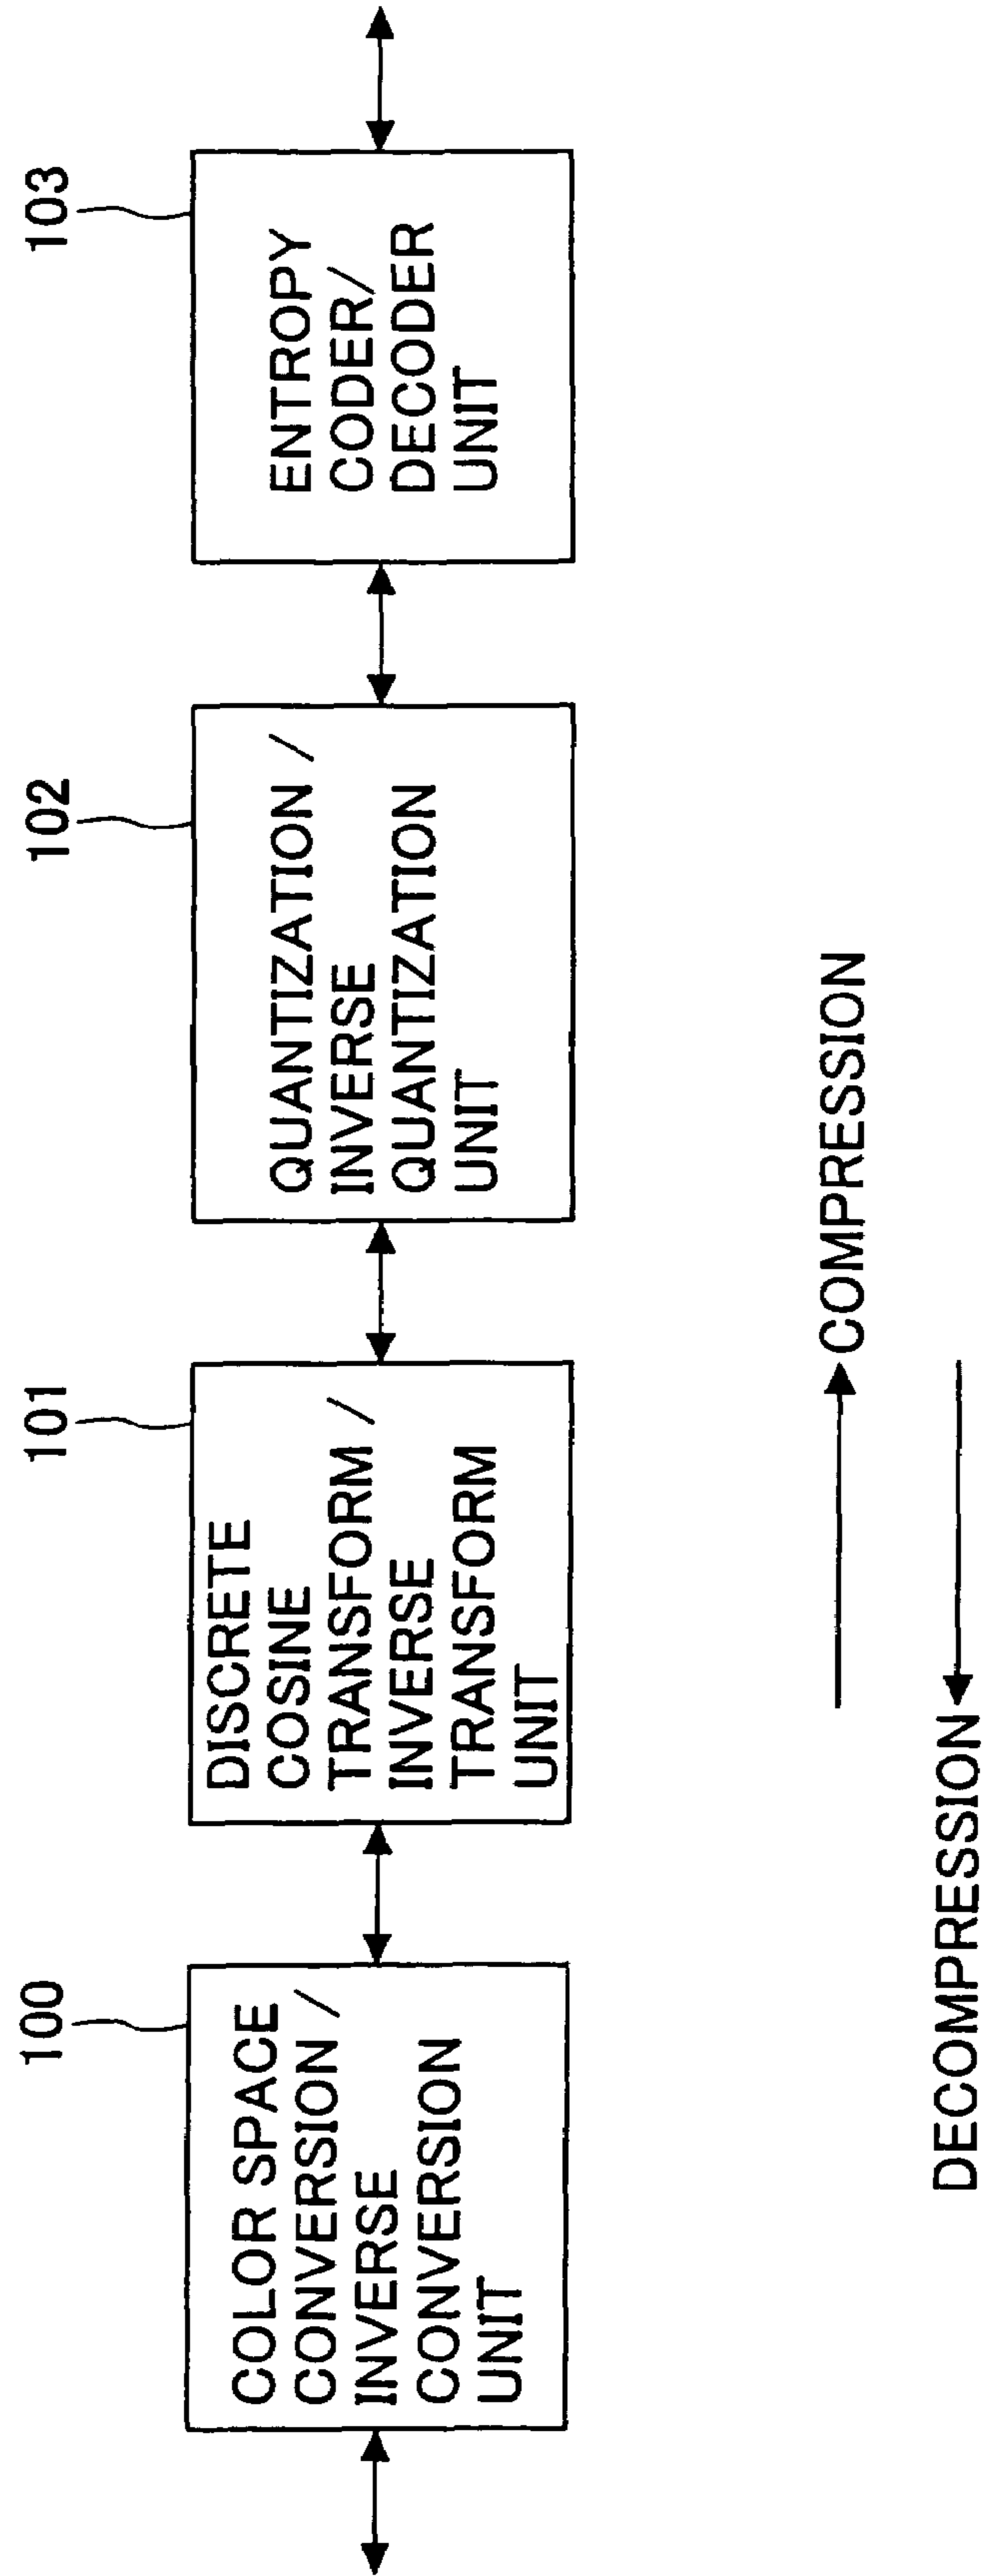 100
COLOR SPACE
CONVERSION /
INVERSE
CONVERSION
UNIT
101
DISCRETE
COSINE
TRANSFORM /
INVERSE
TRANSFORM
UNIT
102
QUANTIZATION /
INVERSE
QUANTIZATION
UNIT
103
ENTROPY
CODER/
DECODER
UNIT
COMPRESSION
DECOMPRESSION